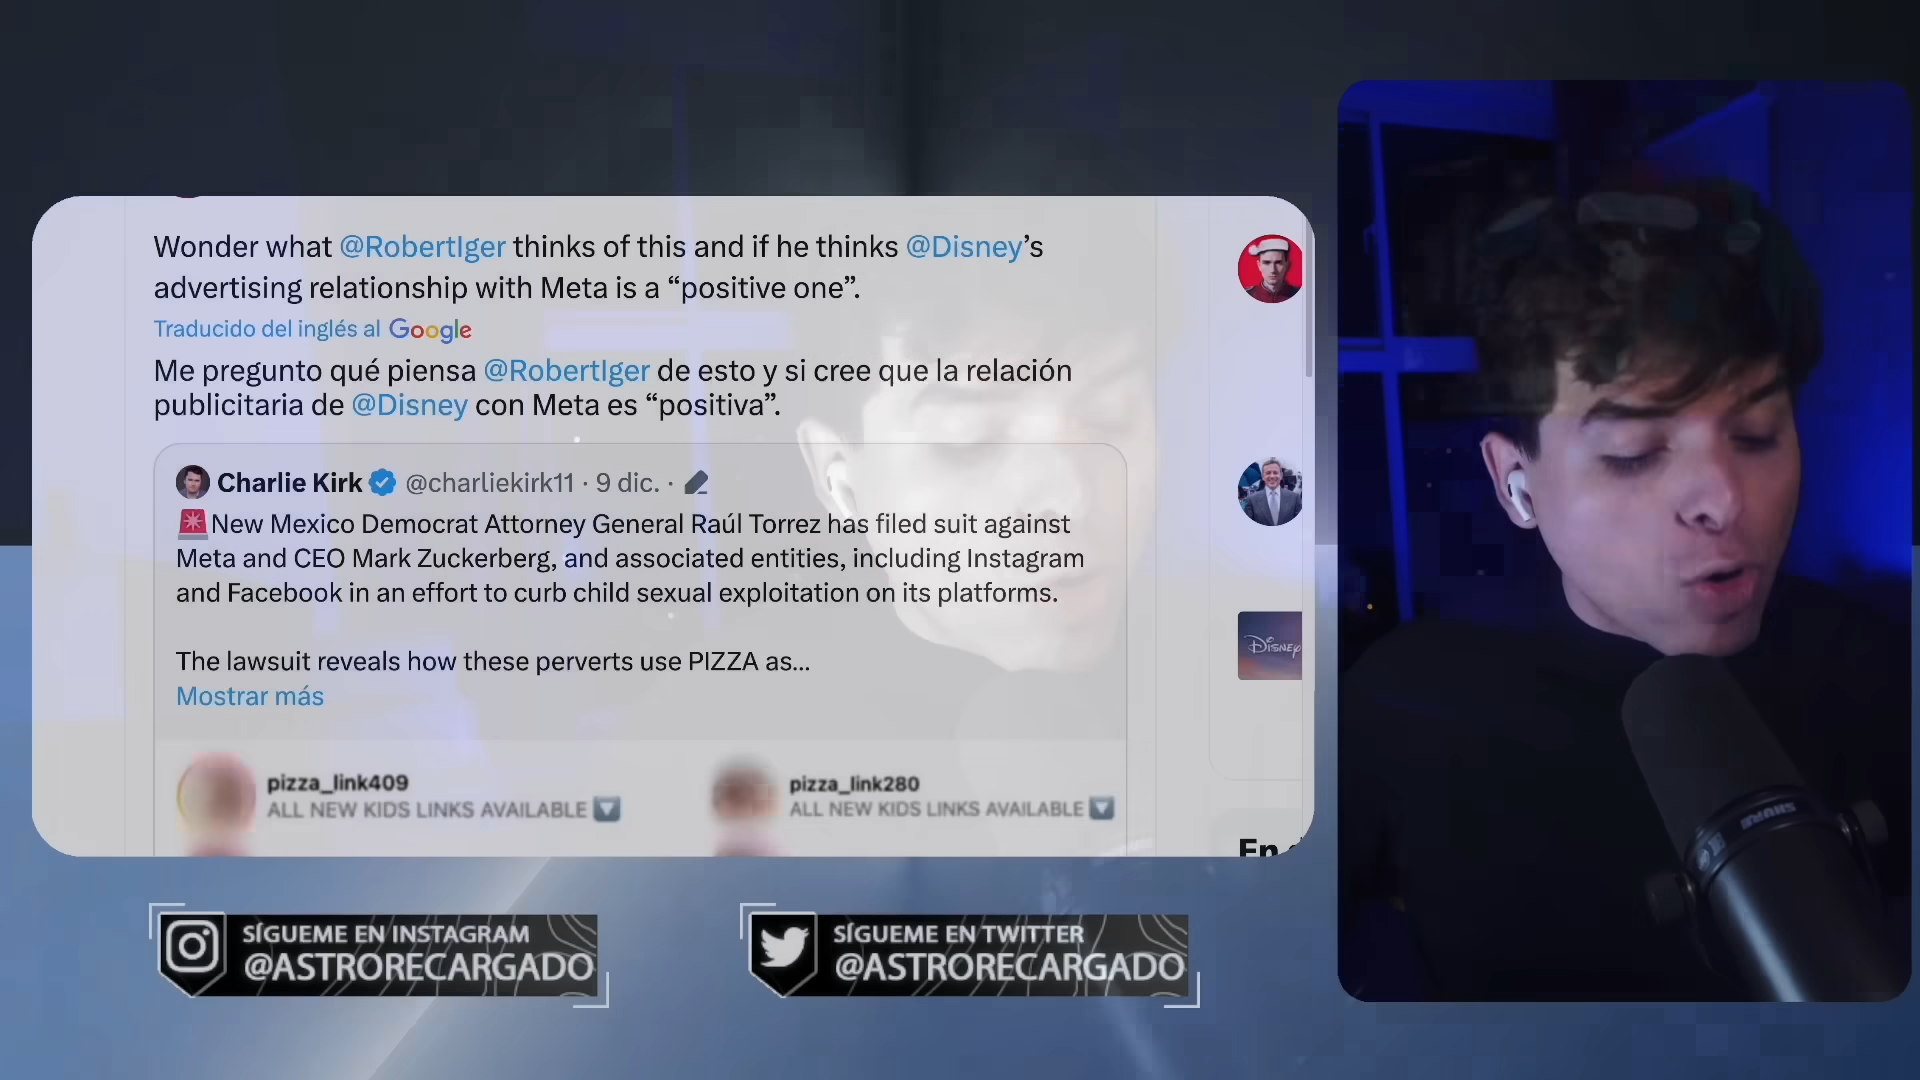 Wonder what @RobertIger thinks of this and if he thinks @Disney’s
advertising relationship with Meta is a “positive one”.
Traducido del inglés al Google
Me pregunto qué piensa @RobertIger de esto y si cree que la relación
publicitaria de @Disney con Meta es “positiva”.
Charlie Kirk @charliekirk11 · 9 dic. ·
New Mexico Democrat Attorney General Raúl Torrez has filed suit against
Meta and CEO Mark Zuckerberg, and associated entities, including Instagram
and Facebook in an effort to curb child sexual exploitation on its platforms.
The lawsuit reveals how these perverts use PIZZA as...
Mostrar más
pizza_link409
ALL NEW KIDS LINKS AVAILABLE
pizza_link280
ALL NEW KIDS LINKS AVAILABLE
DISNEY
SHURE
SÍGUEME EN INSTAGRAM
@ASTRORECARGADO
SÍGUEME EN TWITTER
@ASTRORECARGADO